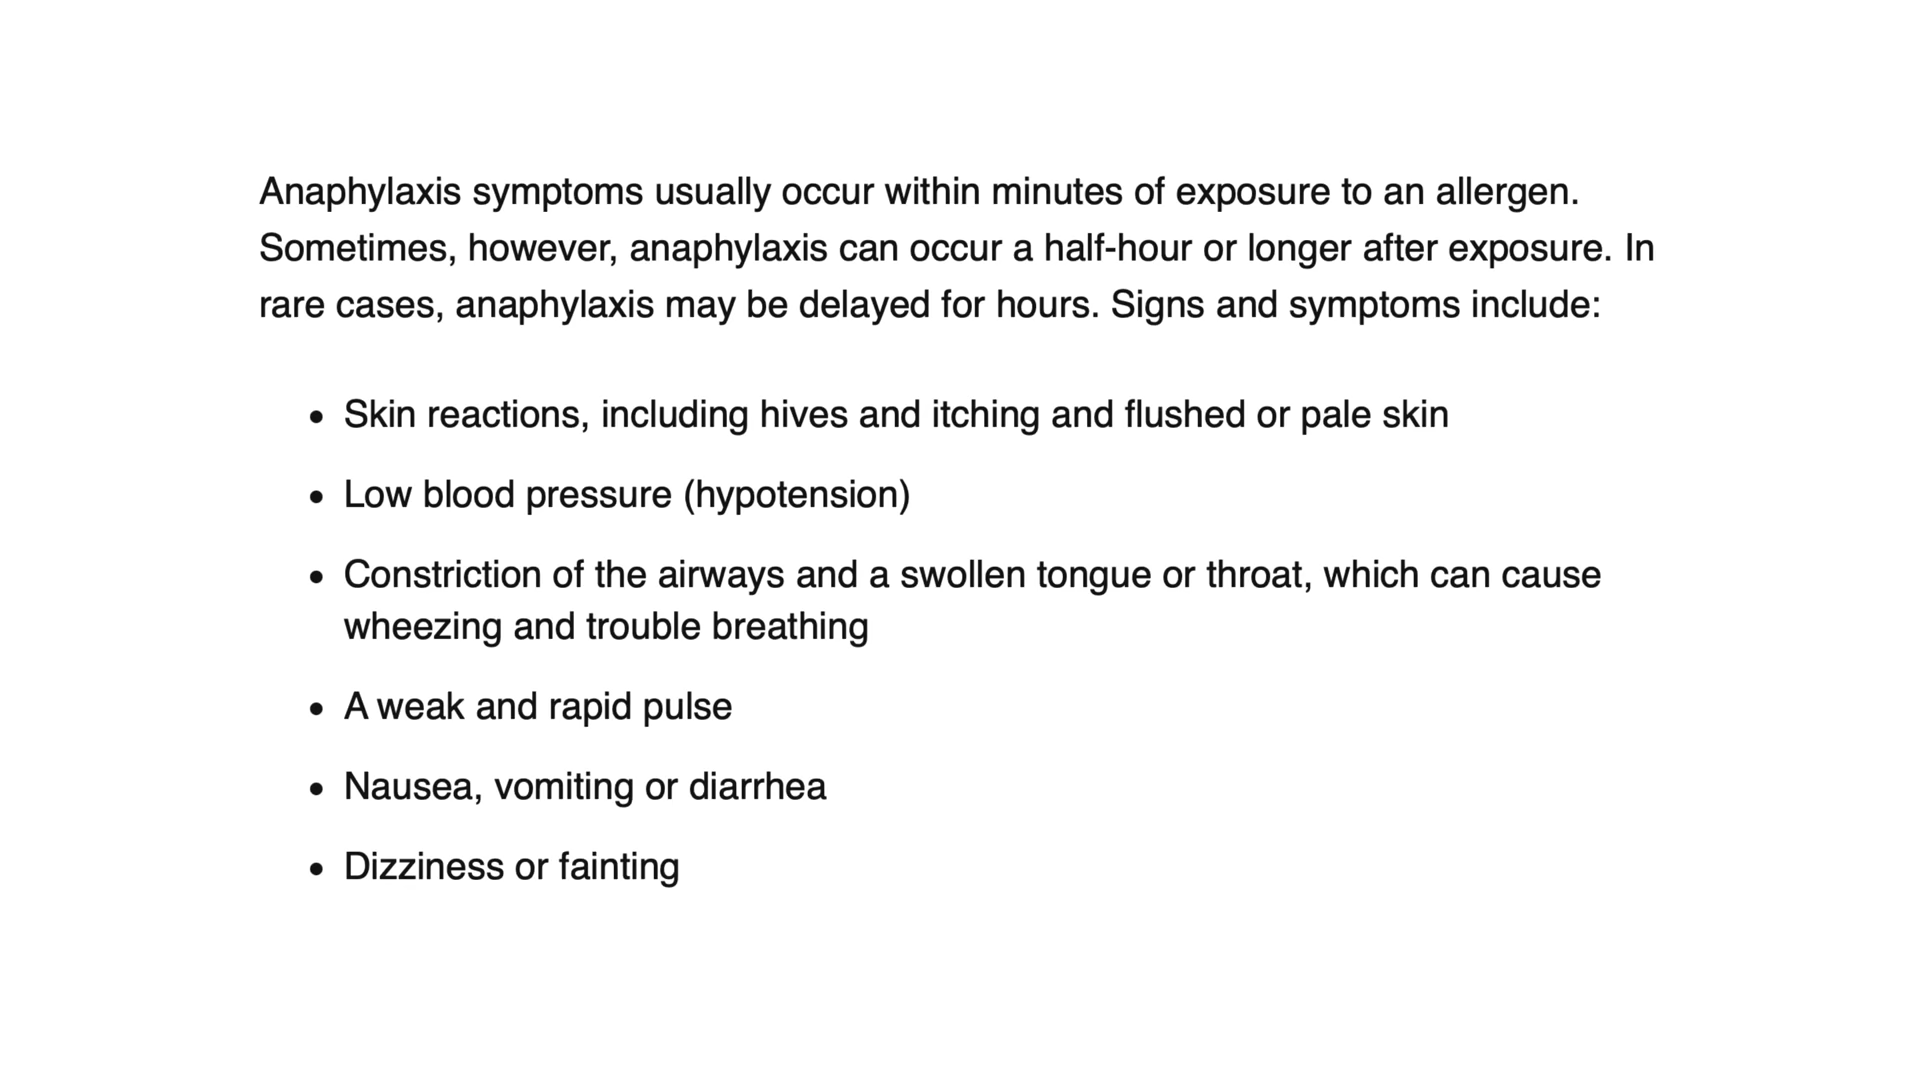 Anaphylaxis symptoms usually occur within minutes of exposure to an allergen.
Sometimes, however, anaphylaxis can occur a half-hour or longer after exposure. In
rare cases, anaphylaxis may be delayed for hours. Signs and symptoms include:
• Skin reactions, including hives and itching and flushed or pale skin
• Low blood pressure (hypotension)
• Constriction of the airways and a swollen tongue or throat, which can cause
wheezing and trouble breathing
• A weak and rapid pulse
• Nausea, vomiting or diarrhea
• Dizziness or fainting